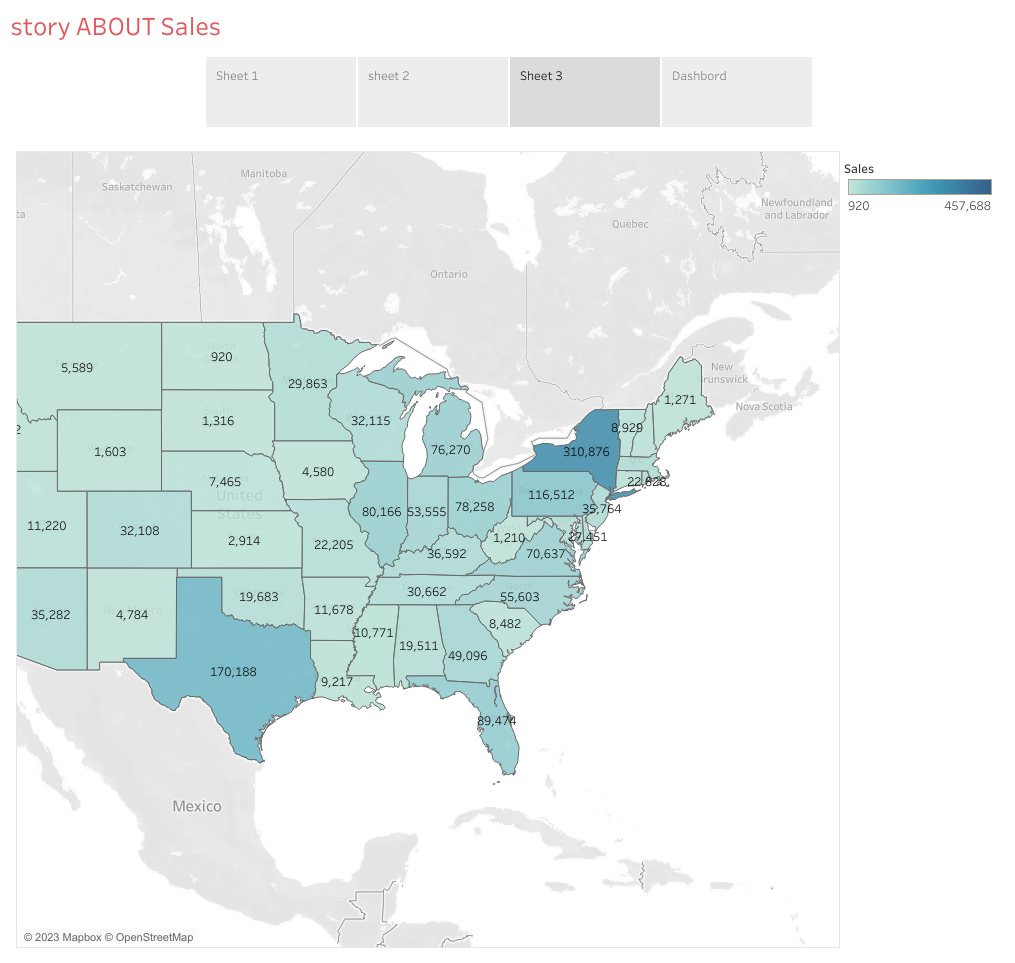 story ABOUT Sales
Sheet 1
sheet 2
Sheet 3
Dashbord
Sales
920
457,688
Manitoba
Saskatchewan
ta
Newfoundland
and Labrador
Quebec
Ontario
North
920
5,589
New
Brunswick
29,863
1,271
Nova Scotia
South
1,316
32,115
8,929
2
76,270
310,876
1,603
4,580
7,465
United
States
116,512
35,764
80,166
53,555
78,258
11,220
32,108
2,914
22,205
1,210
27,451
36,592
70,637
19,683
30,662
North
55,603
35,282
4,784
11,678
8,482
10,771
19,511
49,096
170,188
9,217
89,474
Mexico
© 2023 Mapbox © OpenStreetMap